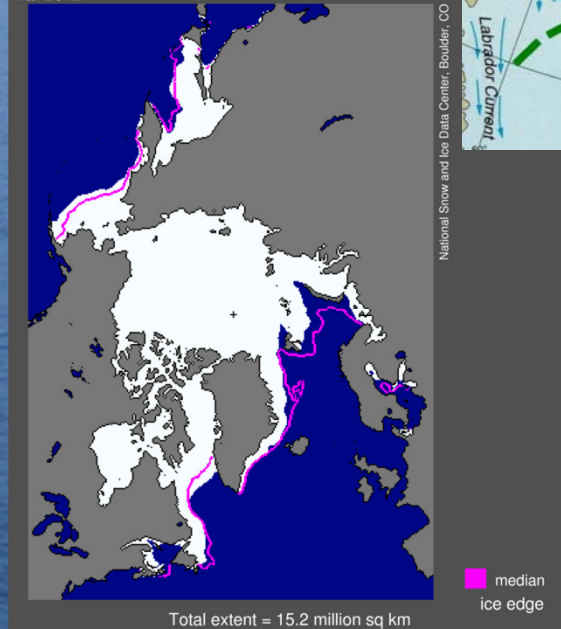 National Snow and Ice Data Center, Boulder, CO
Labrador Current
60°
median
ice edge
Total extent = 15.2 million sq km